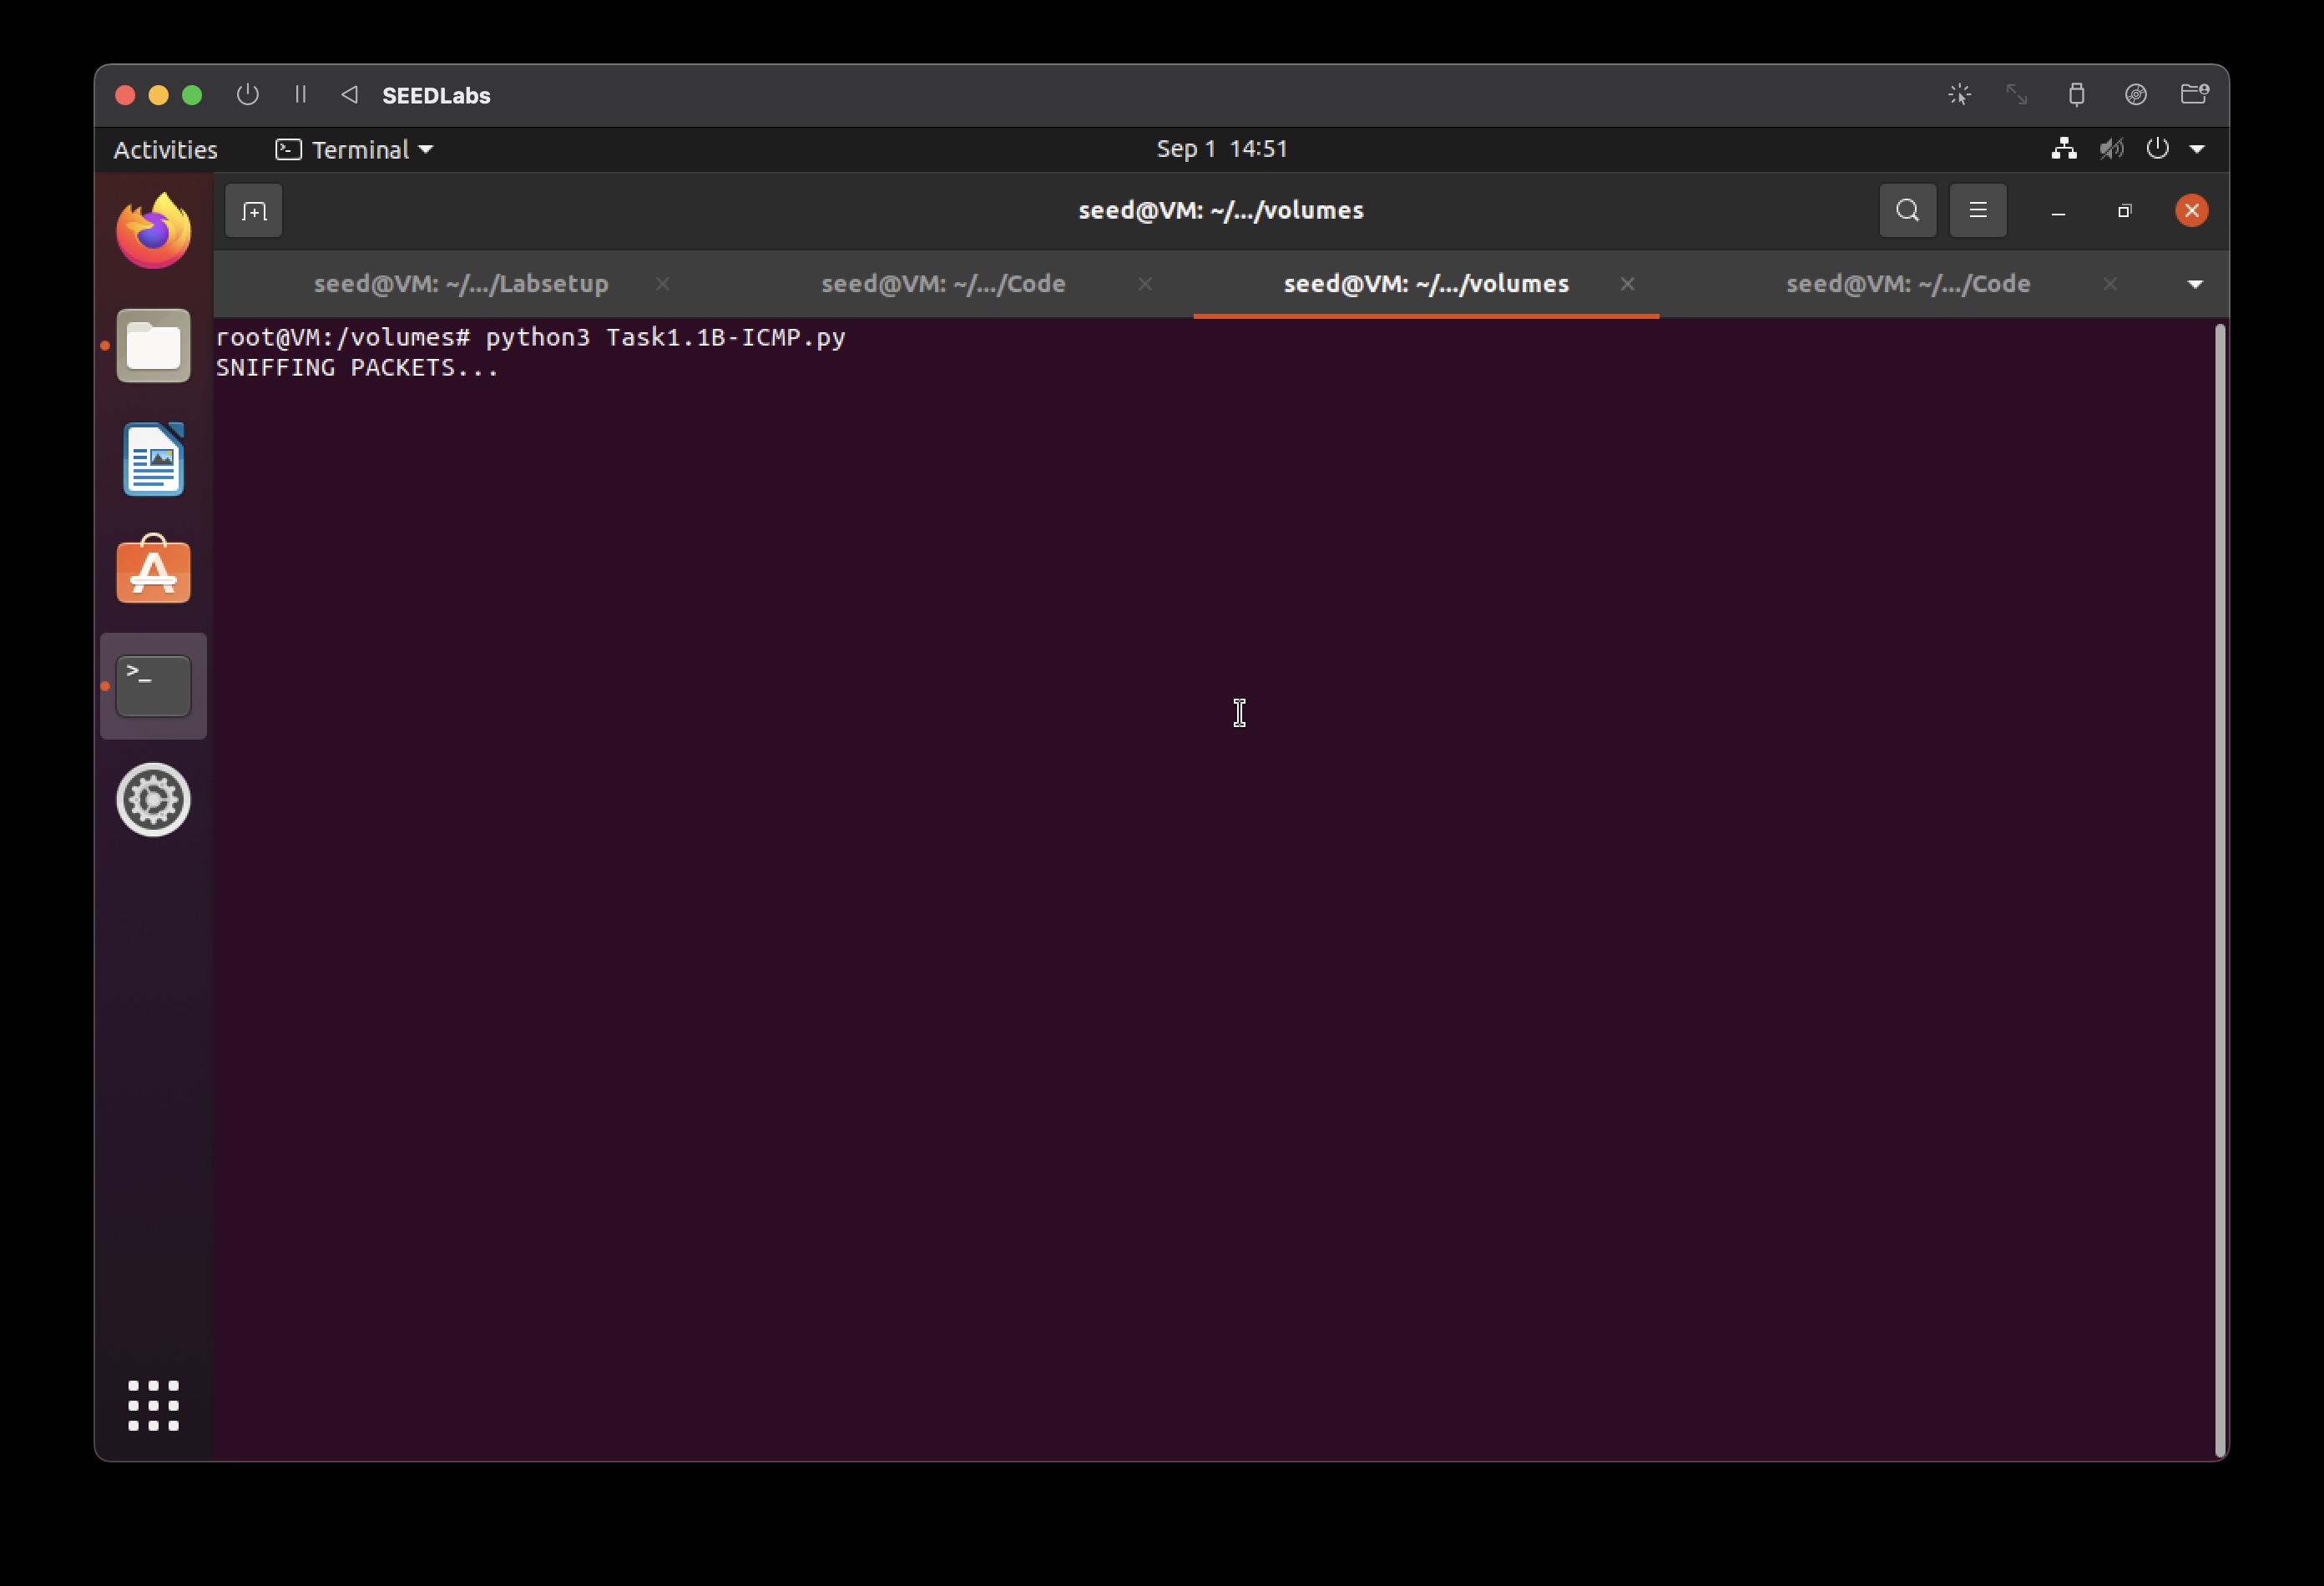 SEEDLabs
Activities Terminal Sep 1 14:51
seed@VM: ~/.../volumes
seed@VM: ~/.../Labsetup seed@VM: ~/.../Code seed@VM: ~/.../volumes seed@VM: ~/.../Code
root@VM:/volumes# python3 Task1.1B-ICMP.py
SNIFFING PACKETS...